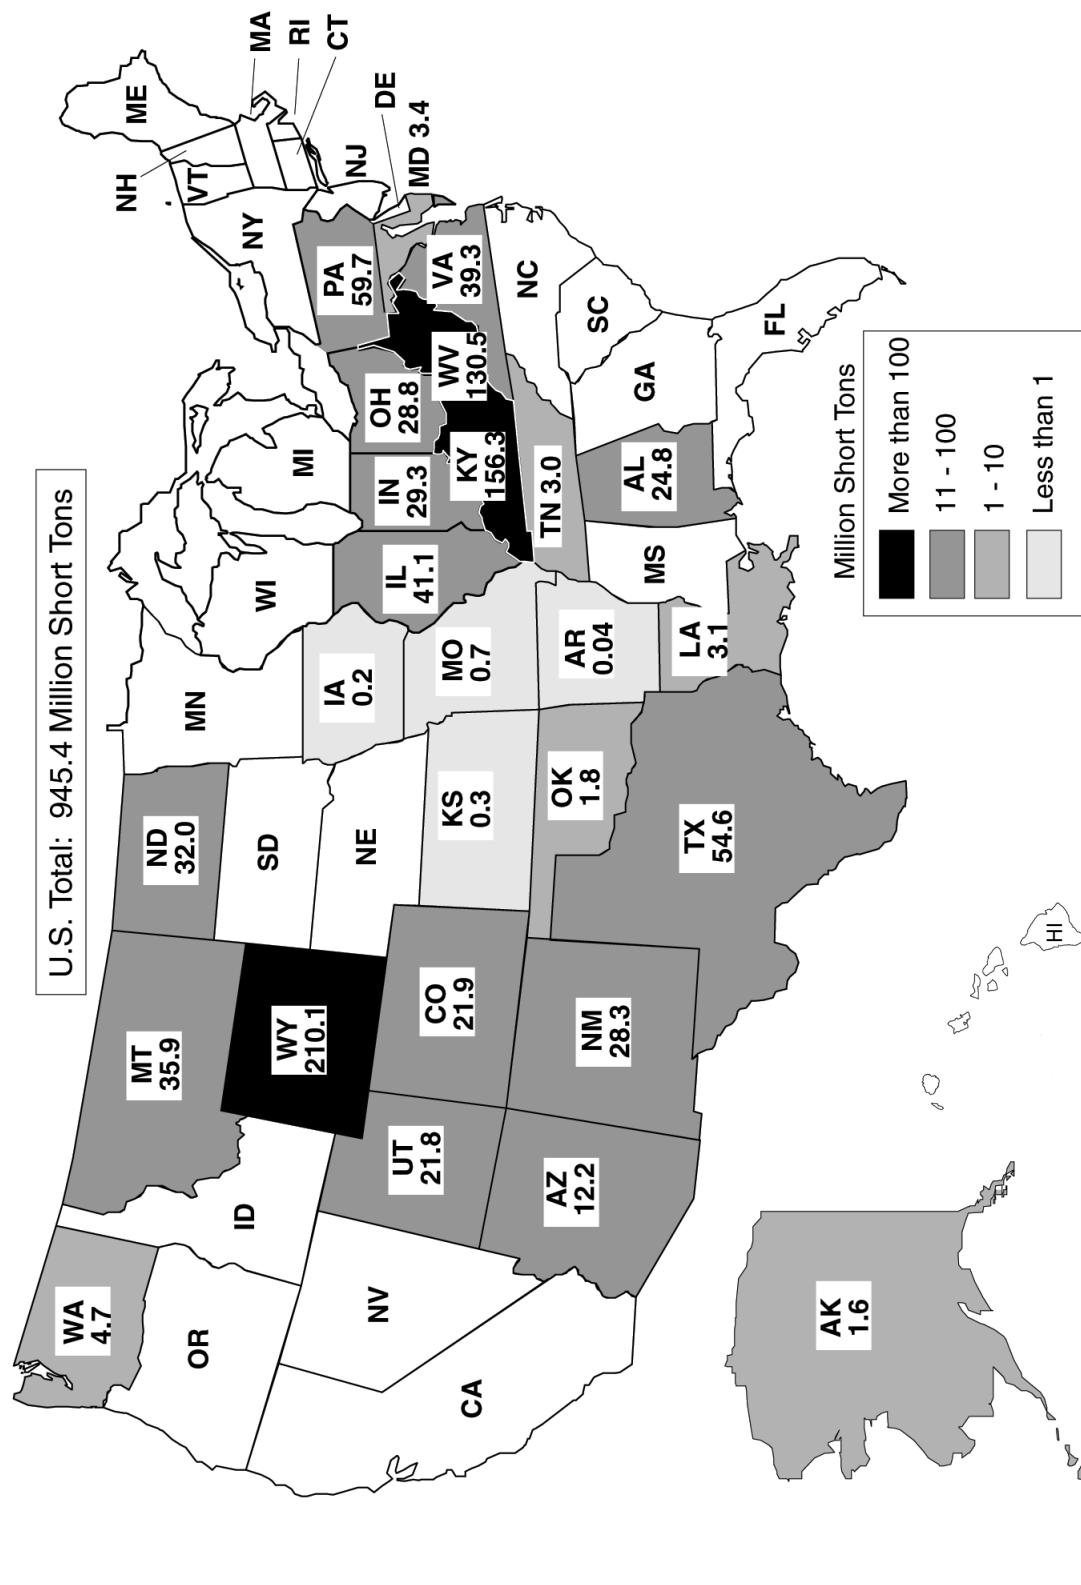 U.S. Total: 945.4 Million Short Tons
WA
4.7
MT
35.9
ND
32.0
MN
OR
ID
WY
210.1
SD
WI
MI
NY
VT
NH
ME
MA
RI
CT
NJ
DE
MD 3.4
NV
UT
21.8
CO
21.9
NE
IA
0.2
IL
41.1
IN
29.3
OH
28.8
PA
59.7
WV
130.5
VA
39.3
CA
AZ
12.2
NM
28.3
KS
0.3
MO
0.7
KY
156.3
TN 3.0
NC
SC
OK
1.8
AR
0.04
TX
54.6
LA
3.1
MS
AL
24.8
GA
FL
AK
1.6
HI
Million Short Tons
More than 100
11 - 100
1 - 10
Less than 1